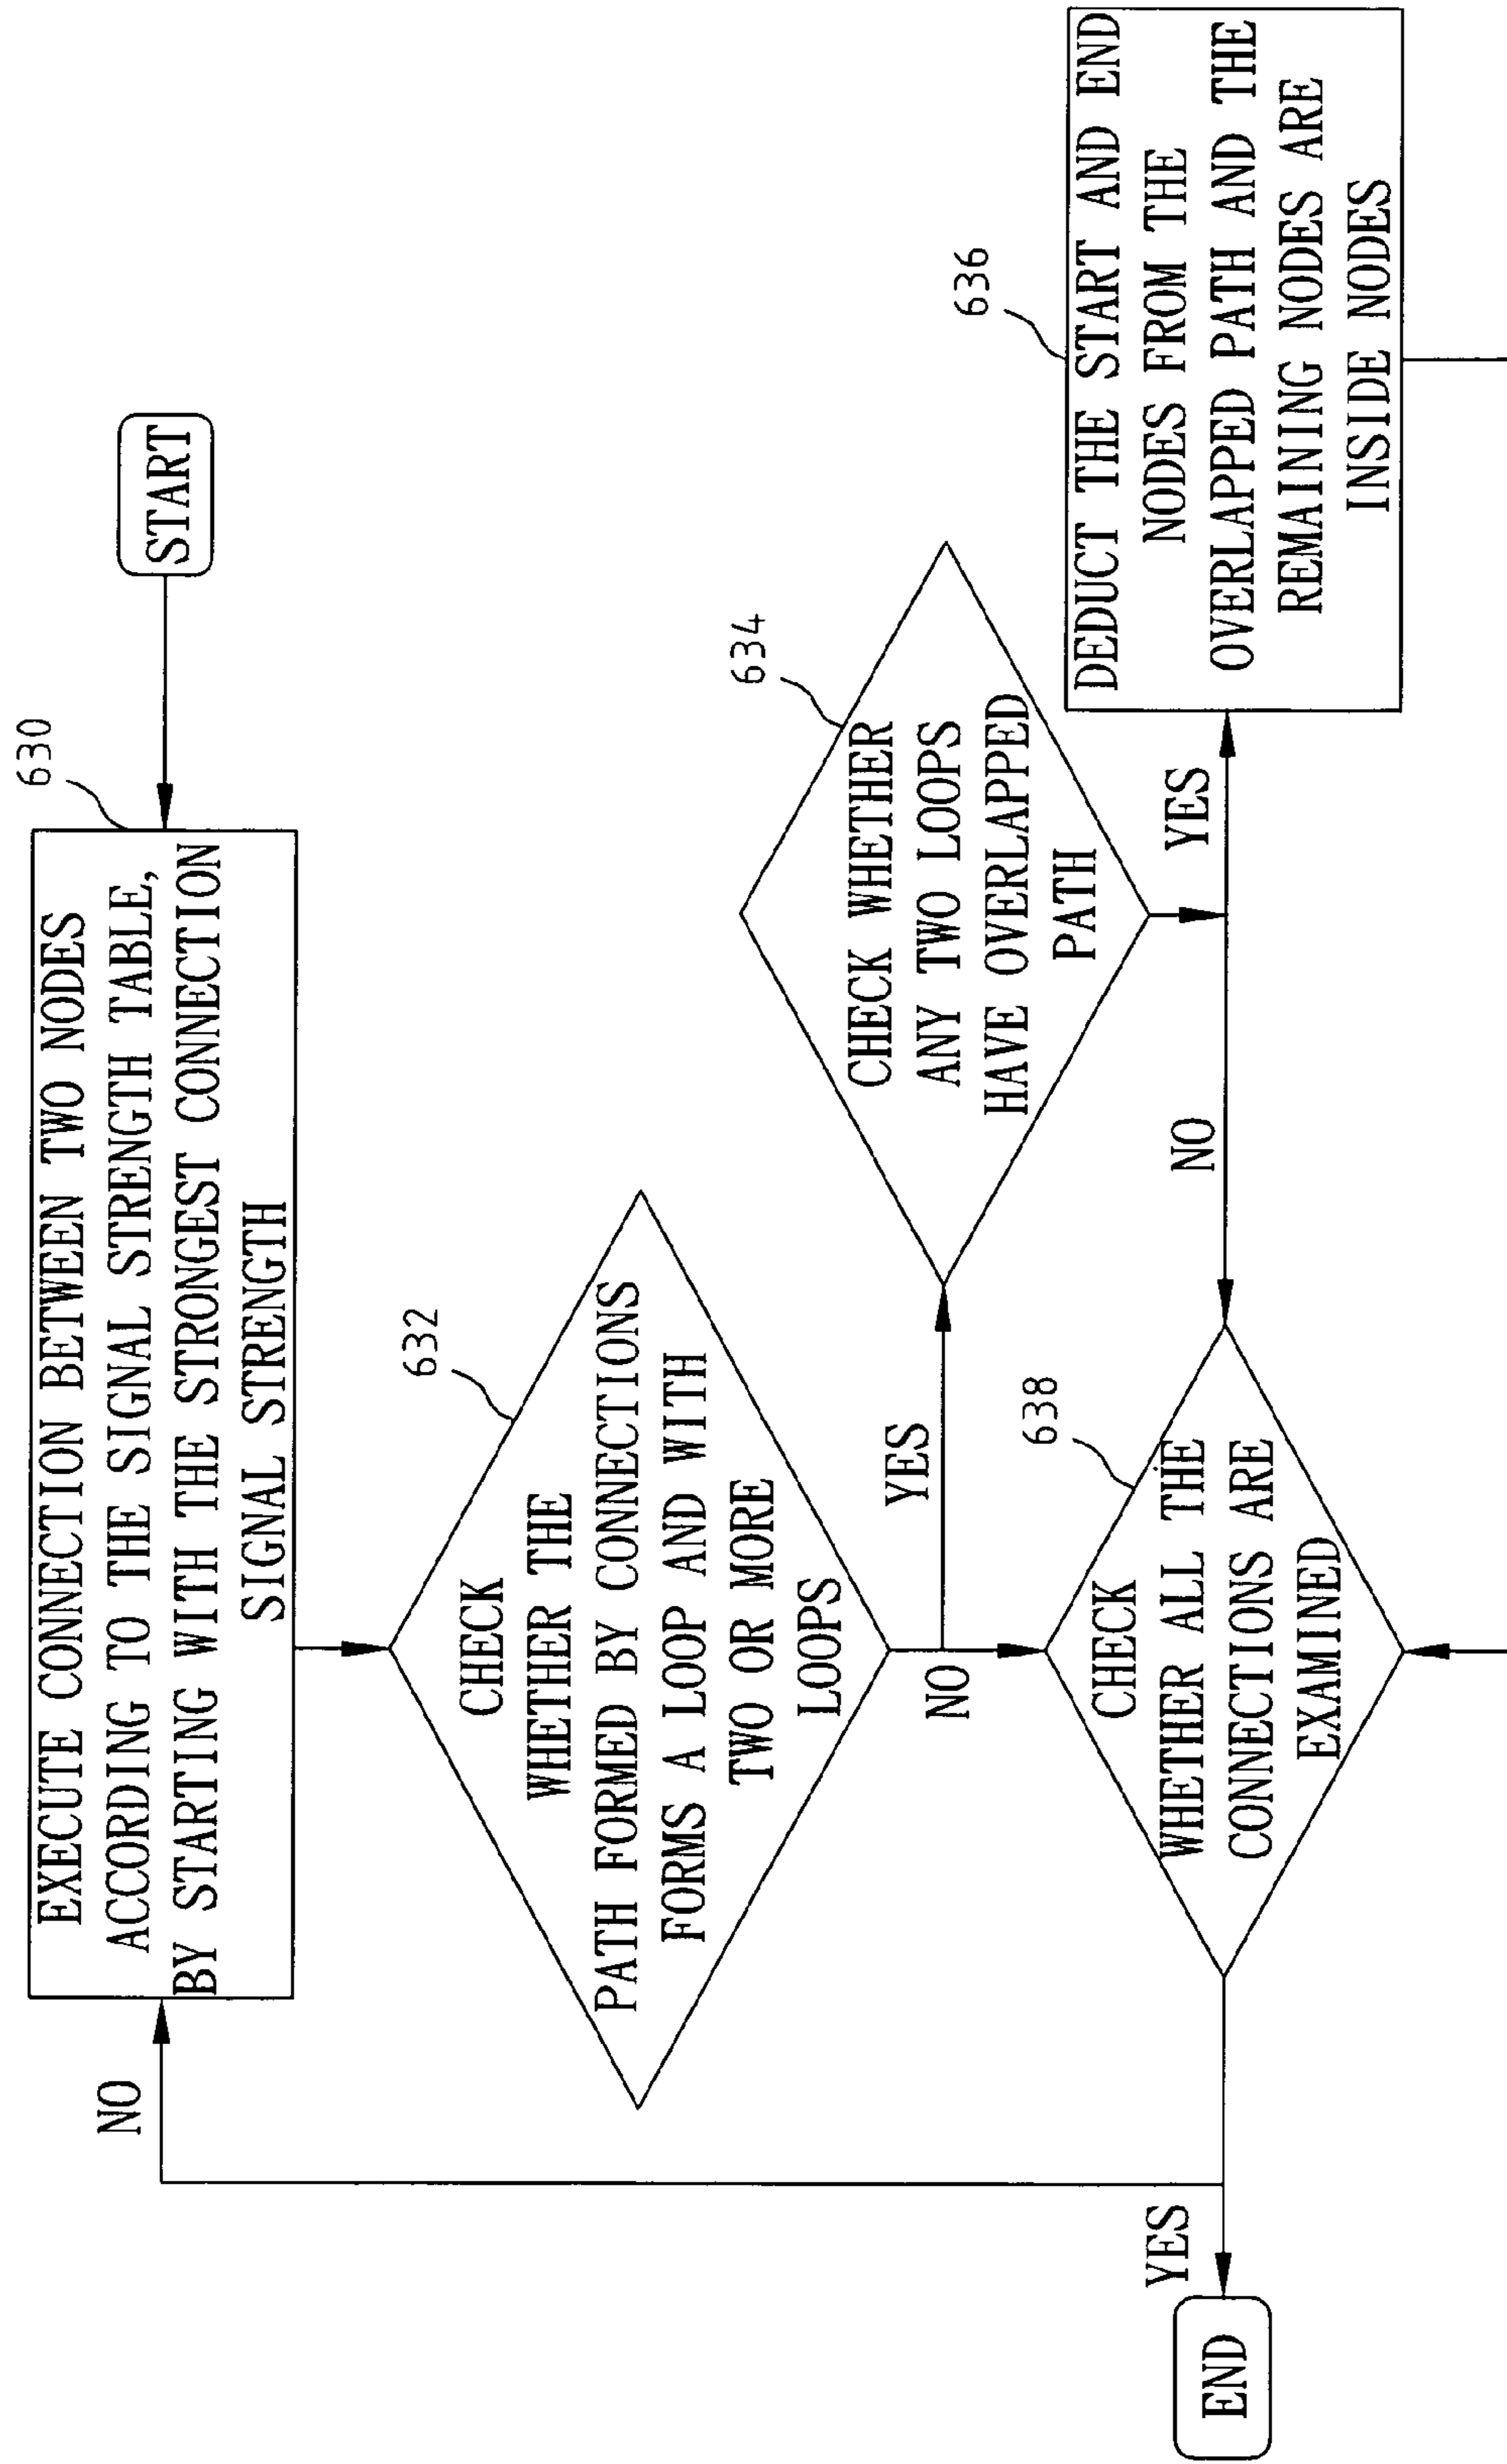 START
630
EXECUTE CONNECTION BETWEEN TWO NODES
ACCORDING TO THE SIGNAL STRENGTH TABLE,
BY STARTING WITH THE STRONGEST CONNECTION
SIGNAL STRENGTH
NO
632
CHECK
WHETHER THE
PATH FORMED BY CONNECTIONS
FORMS A LOOP AND WITH
TWO OR MORE
LOOPS
YES
NO
634
CHECK WHETHER
ANY TWO LOOPS
HAVE OVERLAPPED
PATH
YES
NO
636
DEDUCT THE START AND END
NODES FROM THE
OVERLAPPED PATH AND THE
REMAINING NODES ARE
INSIDE NODES
638
CHECK
WHETHER ALL THE
CONNECTIONS ARE
EXAMINED
YES
END